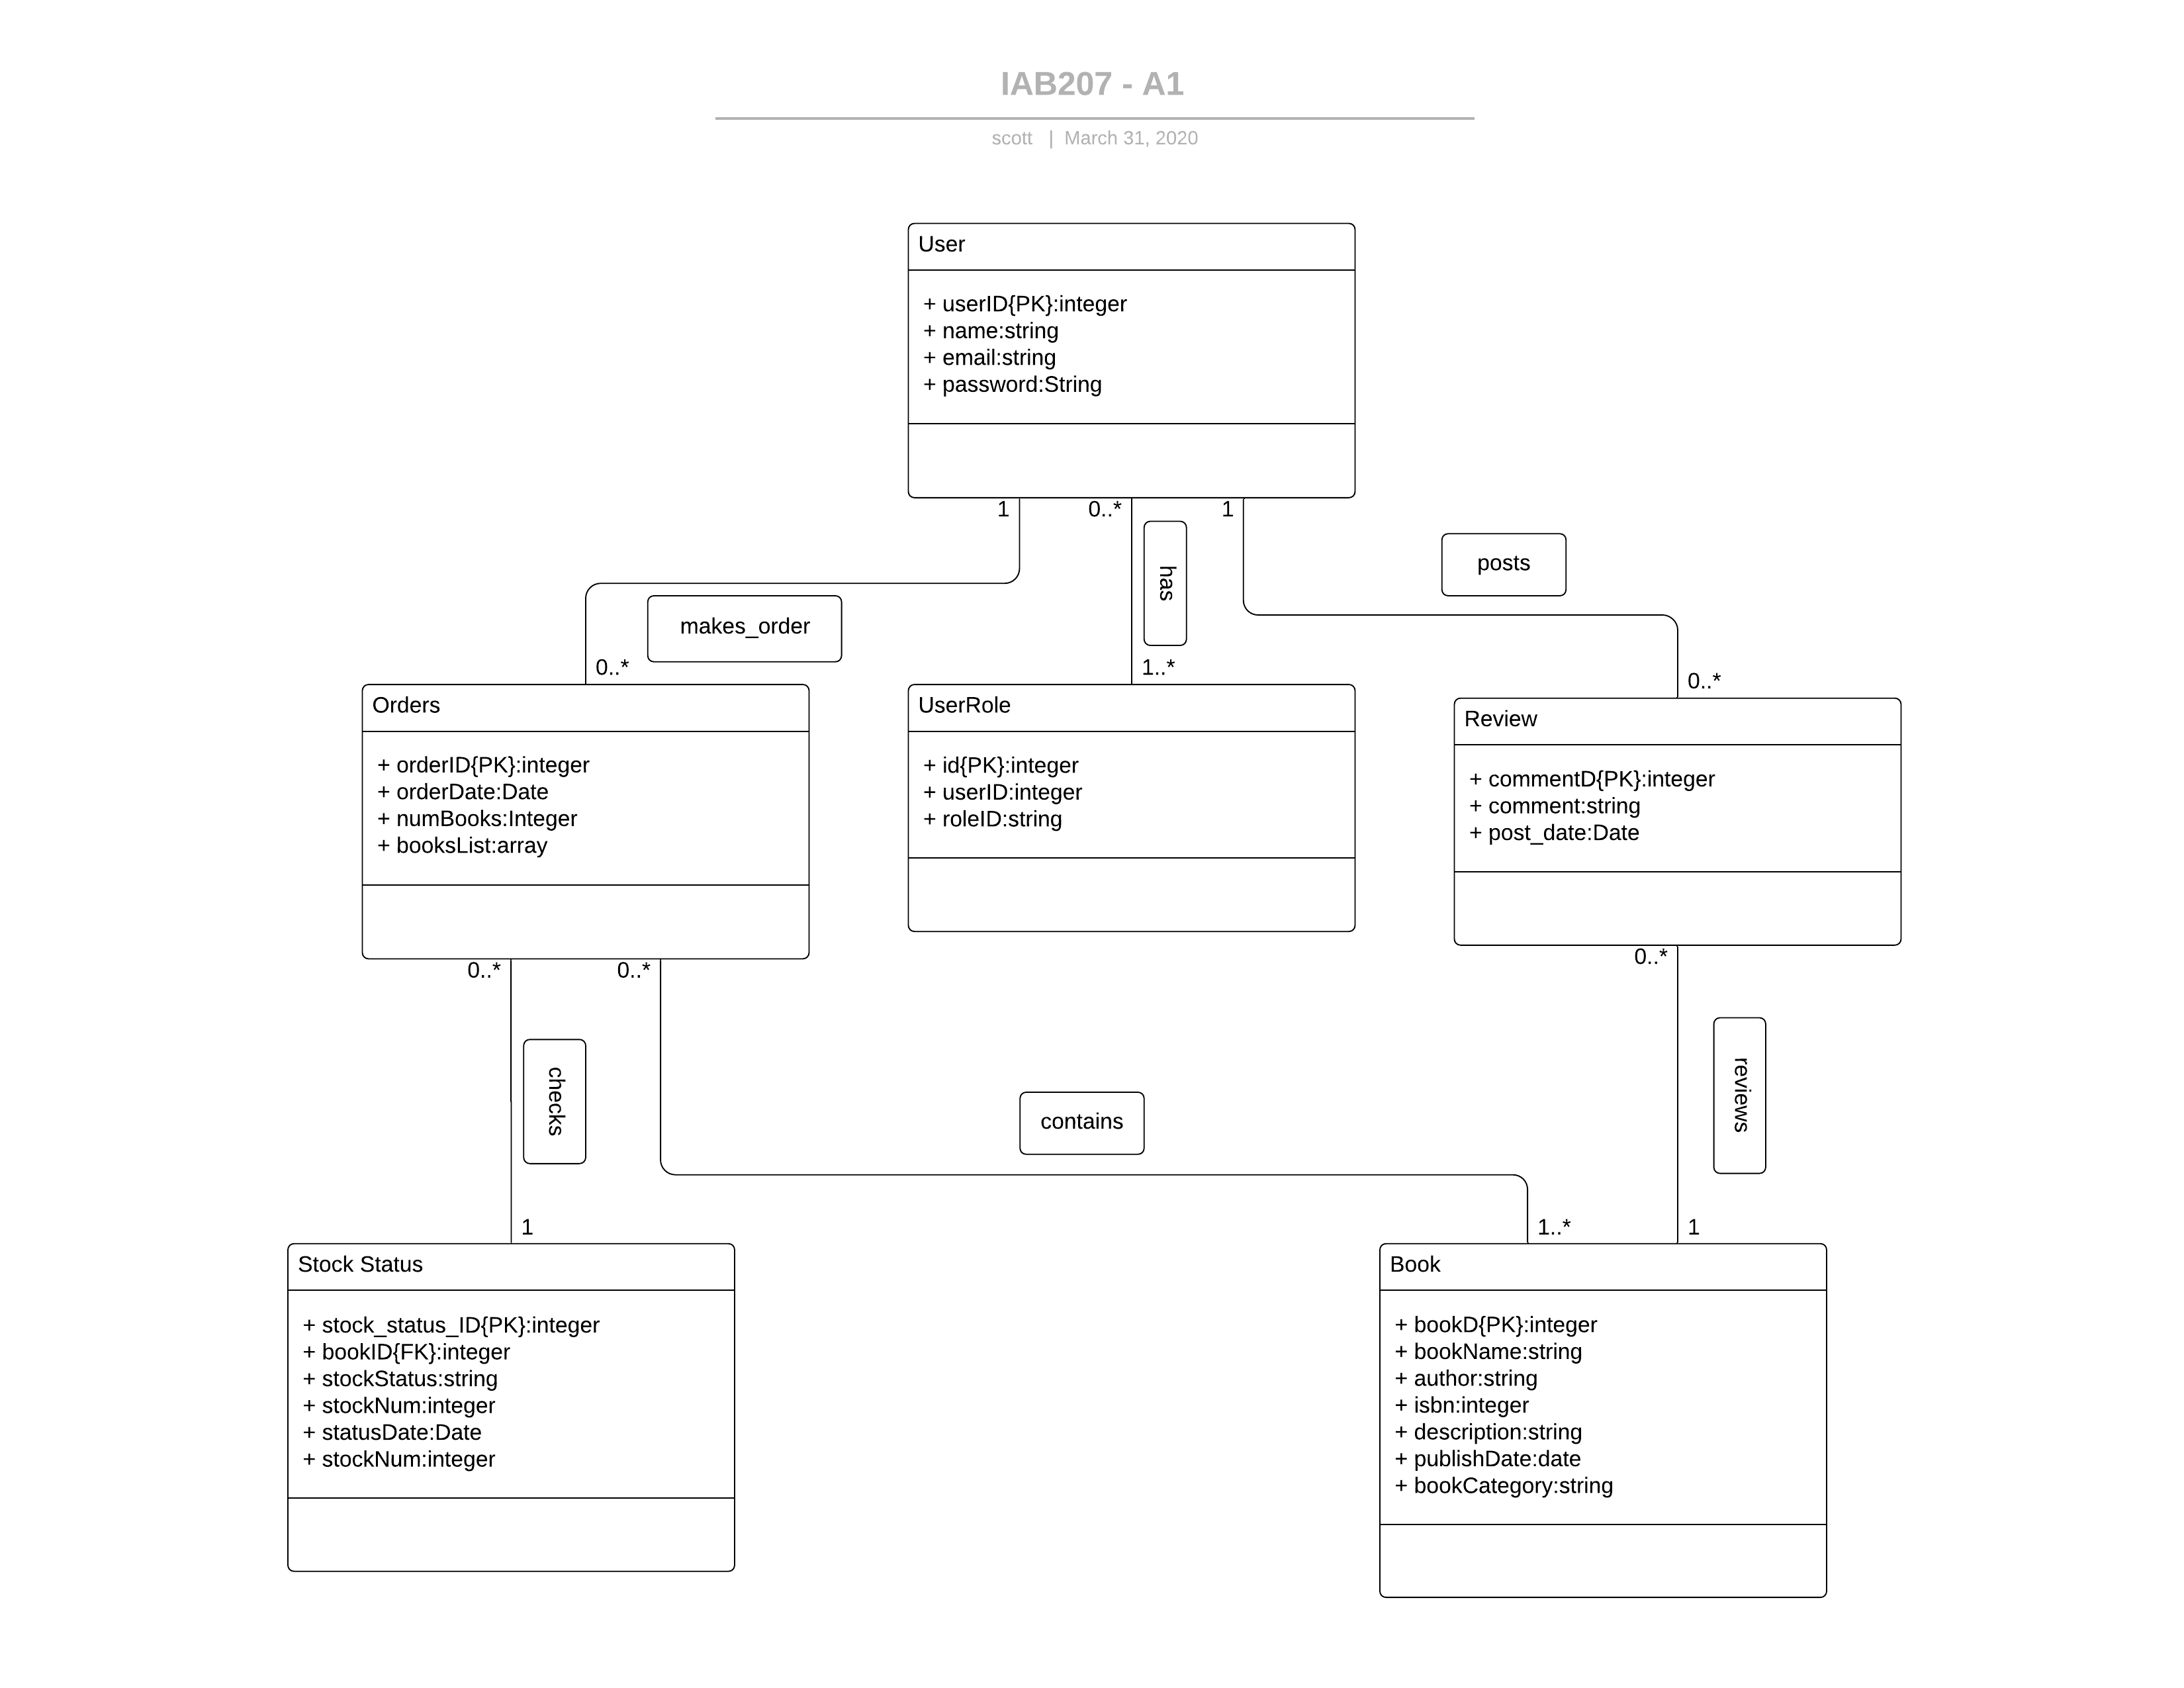 IAB207 - A1
scott | March 31, 2020
User
+ userID{PK}:integer
+ name:string
+ email:string
+ password:String
1
0..*
1
has
posts
makes_order
0..*
1..*
0..*
Orders
+ orderID{PK}:integer
+ orderDate:Date
+ numBooks:Integer
+ booksList:array
UserRole
+ id{PK}:integer
+ userID:integer
+ roleID:string
Review
+ commentD{PK}:integer
+ comment:string
+ post_date:Date
0..*
0..*
0..*
checks
contains
reviews
1
1..*
1
Stock Status
+ stock_status_ID{PK}:integer
+ bookID{FK}:integer
+ stockStatus:string
+ stockNum:integer
+ statusDate:Date
+ stockNum:integer
Book
+ bookD{PK}:integer
+ bookName:string
+ author:string
+ isbn:integer
+ description:string
+ publishDate:date
+ bookCategory:string